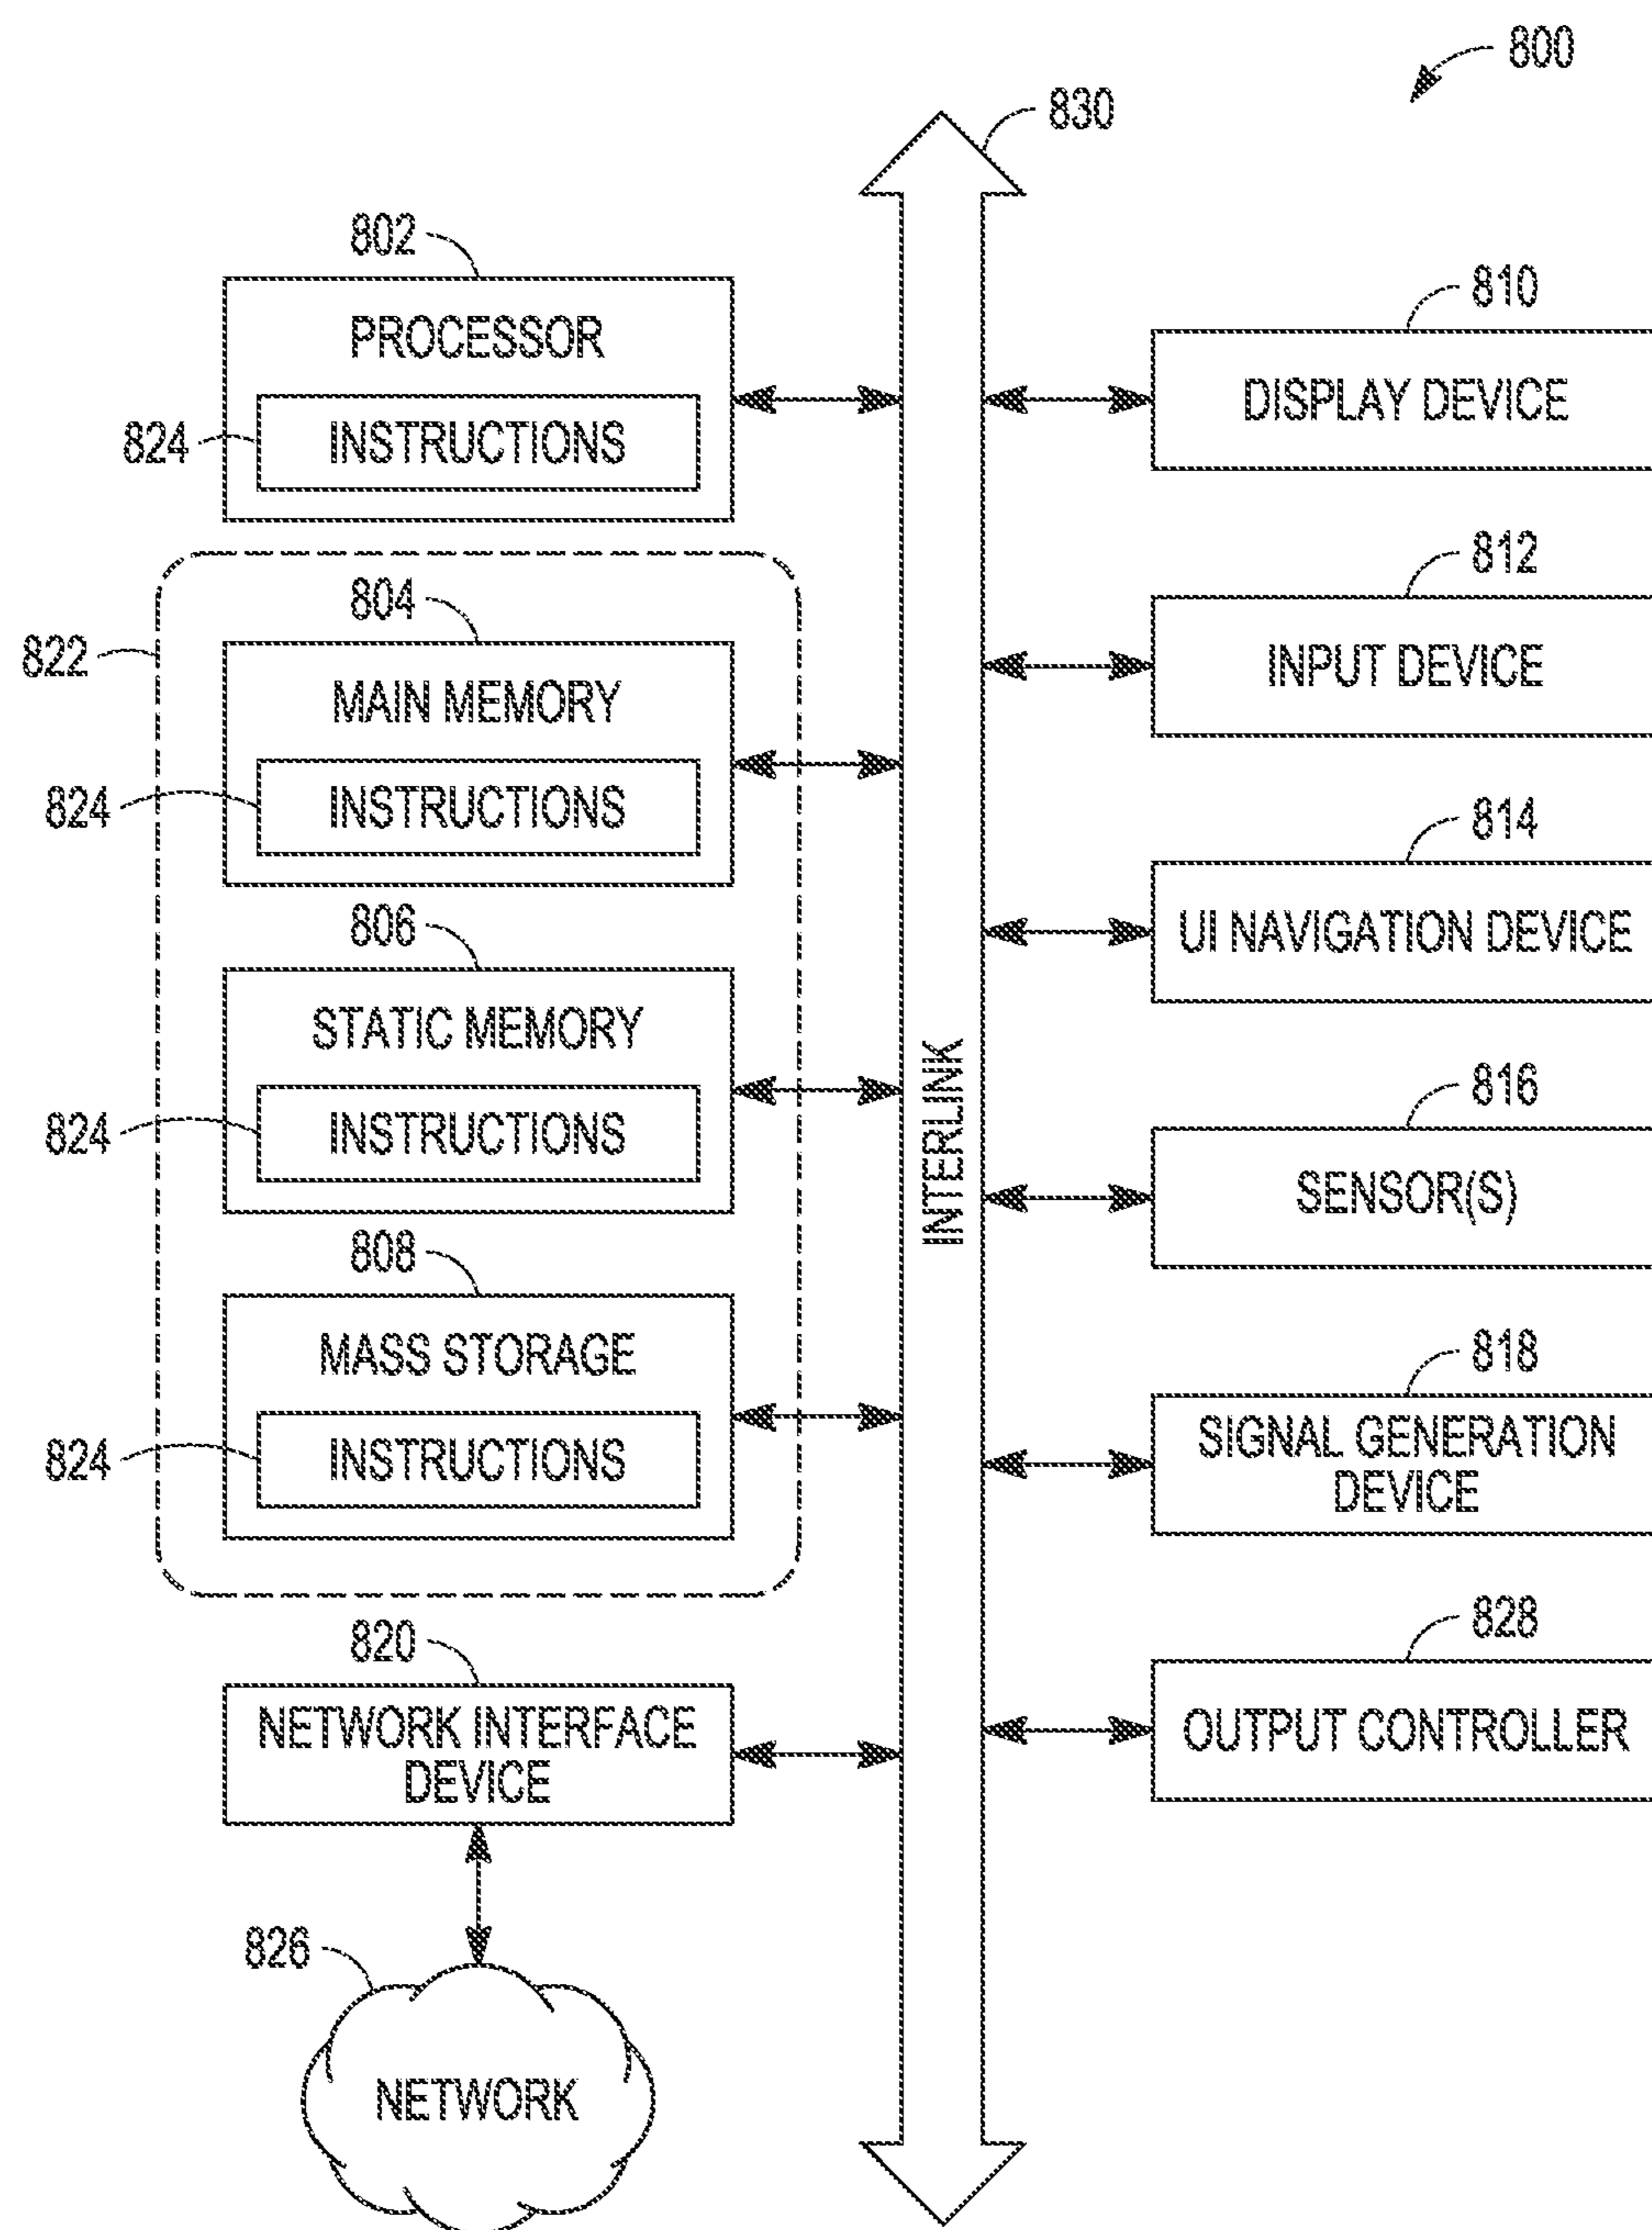 800
830
802
PROCESSOR
824
INSTRUCTIONS
822
804
MAIN MEMORY
824
INSTRUCTIONS
806
STATIC MEMORY
824
INSTRUCTIONS
808
MASS STORAGE
824
INSTRUCTIONS
820
NETWORK INTERFACE
DEVICE
826
NETWORK
INTERLINK
810
DISPLAY DEVICE
812
INPUT DEVICE
814
UI NAVIGATION DEVICE
816
SENSOR(S)
818
SIGNAL GENERATION
DEVICE
828
OUTPUT CONTROLLER